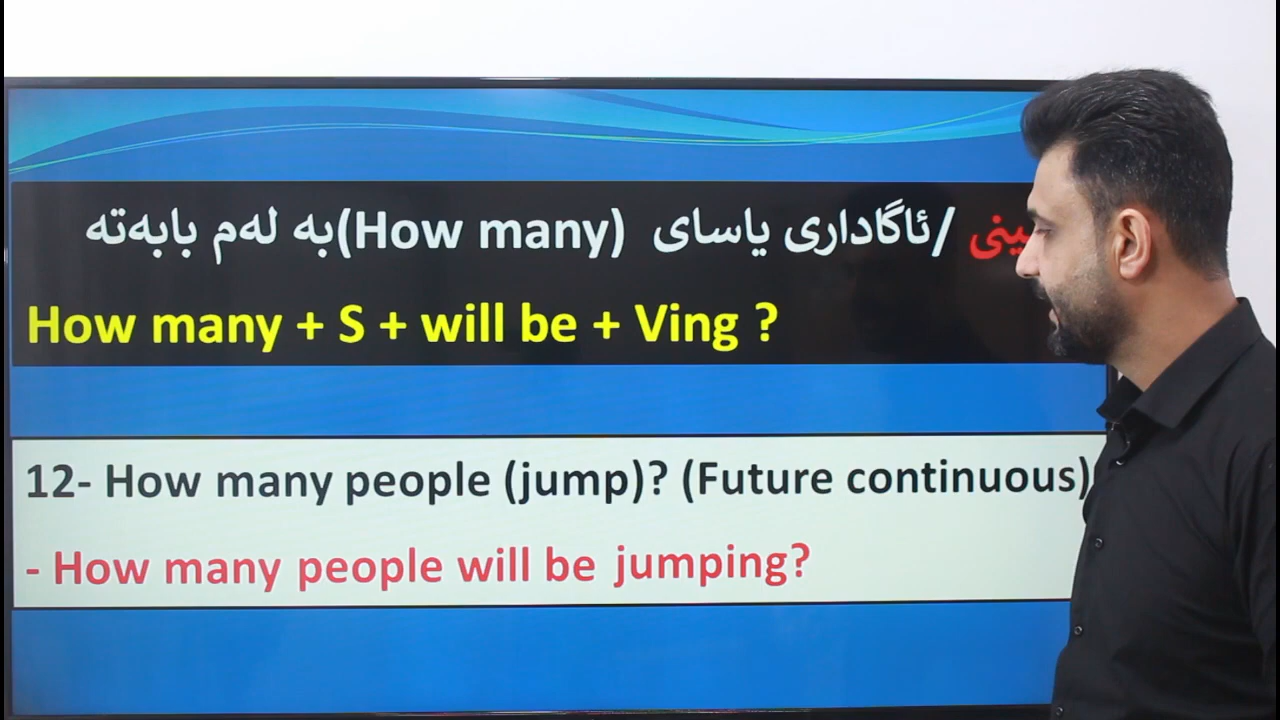 /ئاگاداری یاسای (How many)به لەم بابەتە
How many + S + will be + Ving ?
12- How many people (jump)? (Future continuous)
- How many people will be jumping?